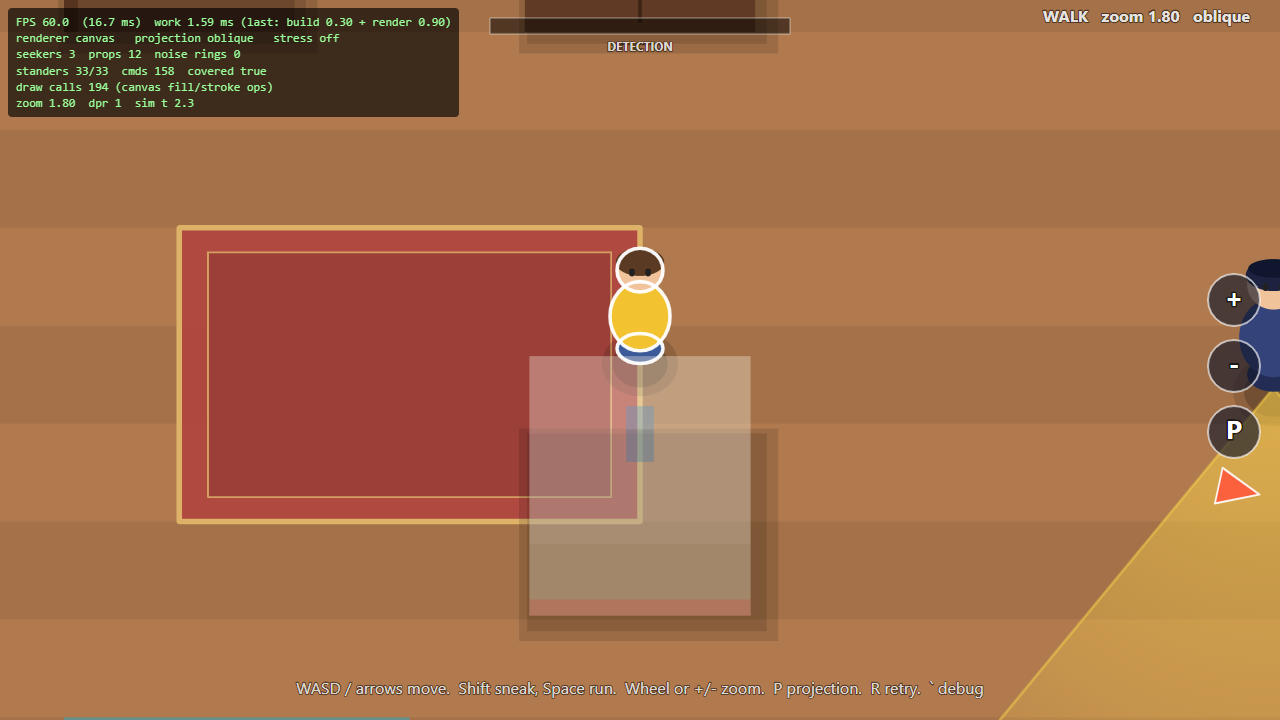 FPS 60.0  (16.7 ms)  work 1.59 ms (last: build 0.30 + render 0.90)
renderer canvas   projection oblique   stress off
seekers 3  props 12  noise rings 0
standers 33/33  cmds 158  covered true
draw calls 194 (canvas fill/stroke ops)
zoom 1.80  dpr 1  sim t 2.3
DETECTION
WALK   zoom 1.80   oblique
+
-
P
WASD / arrows move.  Shift sneak, Space run.  Wheel or +/- zoom.  P projection.  R retry.  ` debug